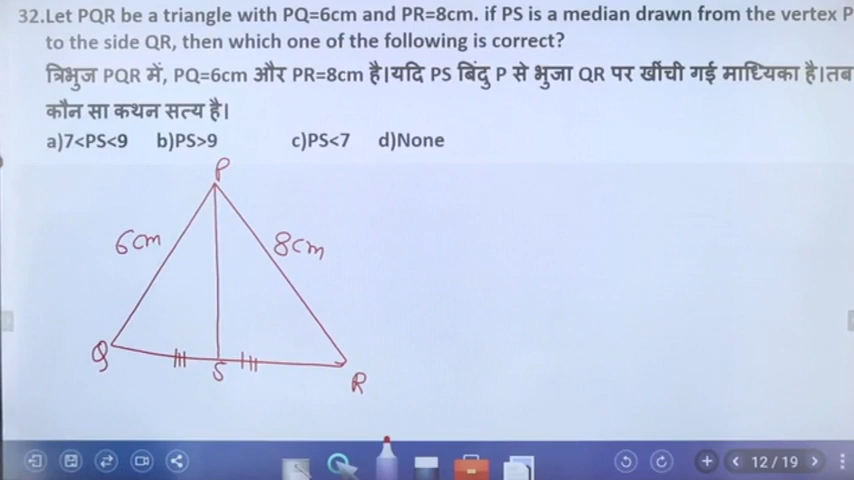 32.Let PQR be a triangle with PQ=6cm and PR=8cm. if PS is a median drawn from the vertex P
to the side QR, then which one of the following is correct?
त्रिभुज PQR में, PQ=6cm और PR=8cm है।यदि PS बिंदु P से भुजा QR पर खींची गई माध्यिका है।तब
कौन सा कथन सत्य है।
a)7<PS<9 b)PS>9 c)PS<7 d)None
P
6cm 8cm
Q S R
12/19